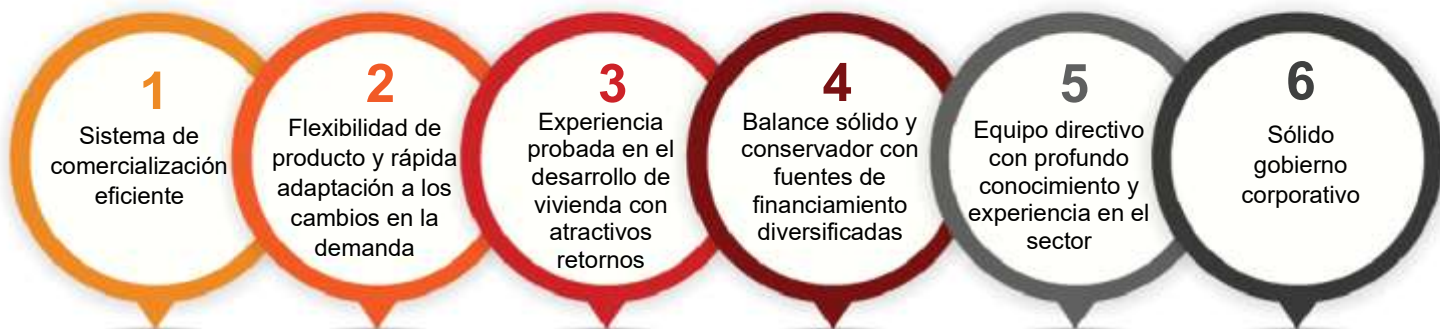 1
Sistema de
comercialización
eficiente
2
Flexibilidad de
producto y rápida
adaptación a los
cambios en la
demanda
3
Experiencia
probada en el
desarrollo de
vivienda con
atractivos
retornos
4
Balance sólido y
conservador con
fuentes de
financiamiento
diversificadas
5
Equipo directivo
con profundo
conocimiento y
experiencia en el
sector
6
Sólido
gobierno
corporativo